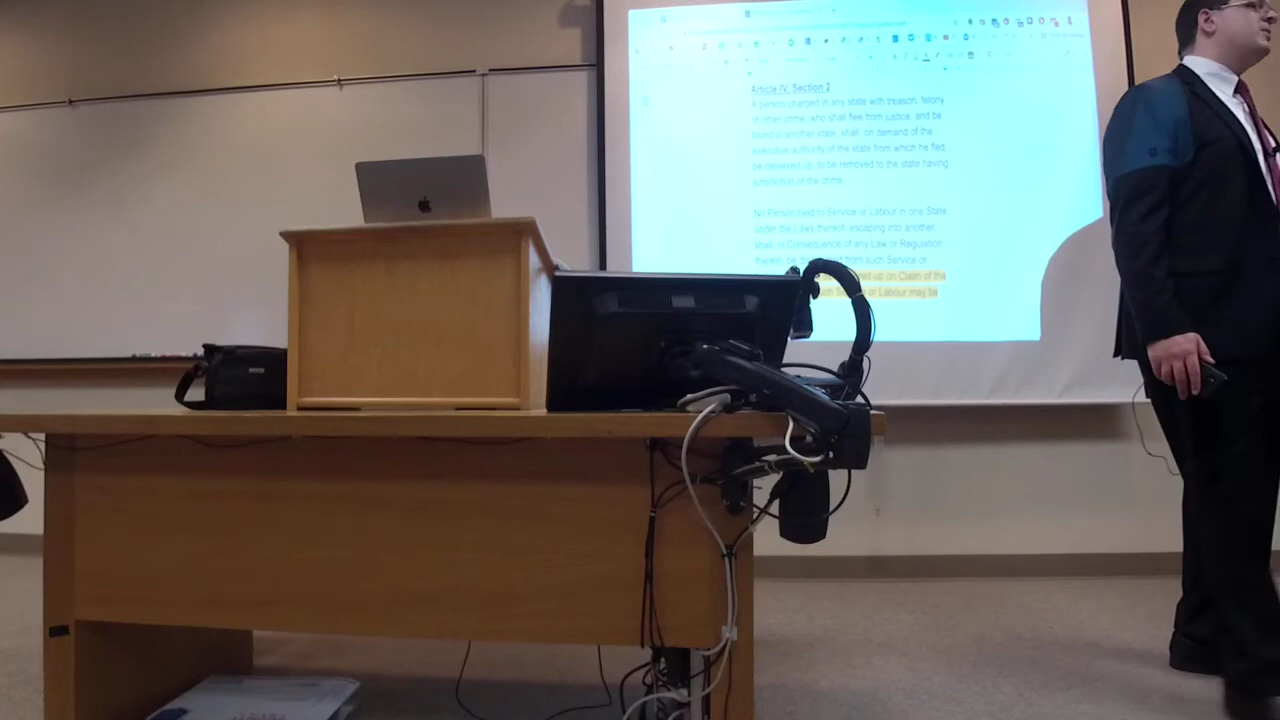 Article IV, Section 2
A person charged in any state with treason, felony
or other crime, who shall flee from justice, and be
found in another state, shall, on demand of the
executive authority of the state from which he fled,
be delivered up, to be removed to the state having
jurisdiction of the crime.
No Person held to Service or Labour in one State
under the Laws thereof, escaping into another,
shall, in Consequence of any Law or Regulation
therein, be from such Service or
up on Claim of the
or Labour may be